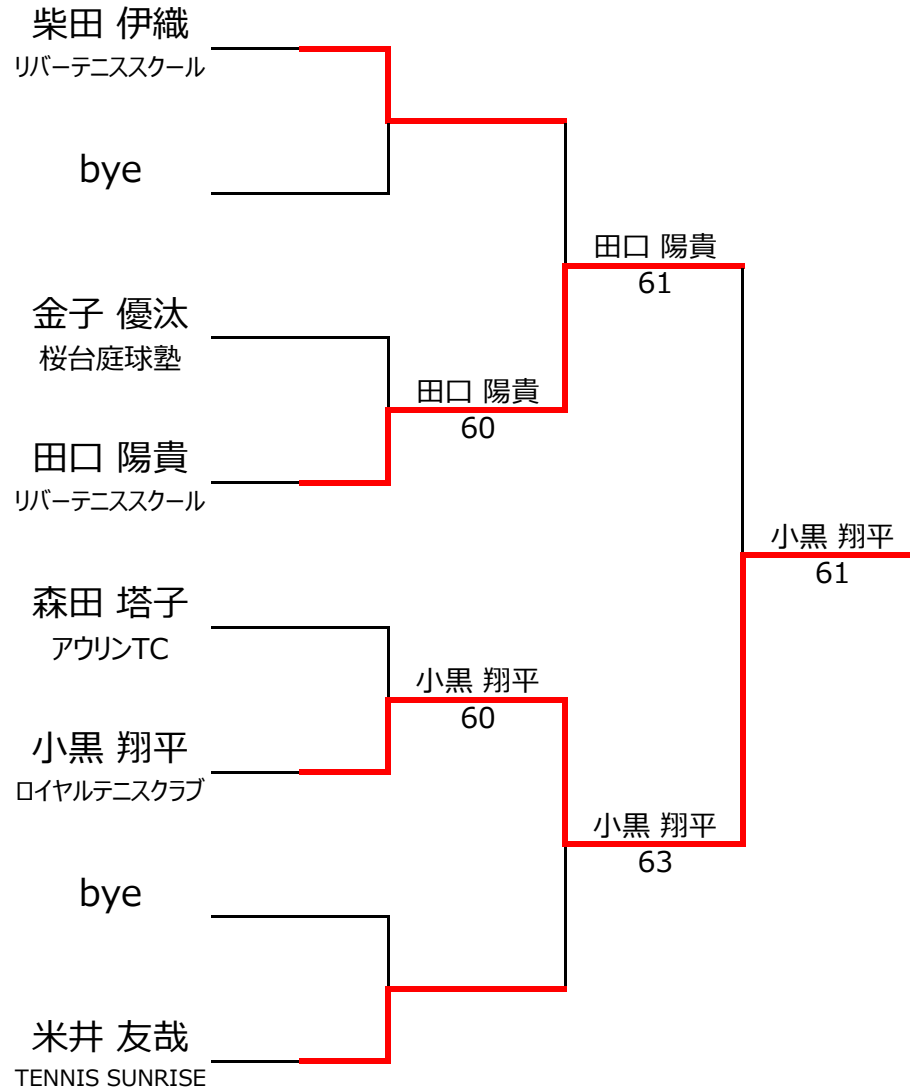 柴田 伊織
リバーテニススクール
bye
田口 陽貴
61
金子 優汰
桜台庭球塾
田口 陽貴
60
田口 陽貴
リバーテニススクール
小黒 翔平
61
森田 塔子
アウリンTC
小黒 翔平
60
小黒 翔平
ロイヤルテニスクラブ
小黒 翔平
63
bye
米井 友哉
TENNIS SUNRISE